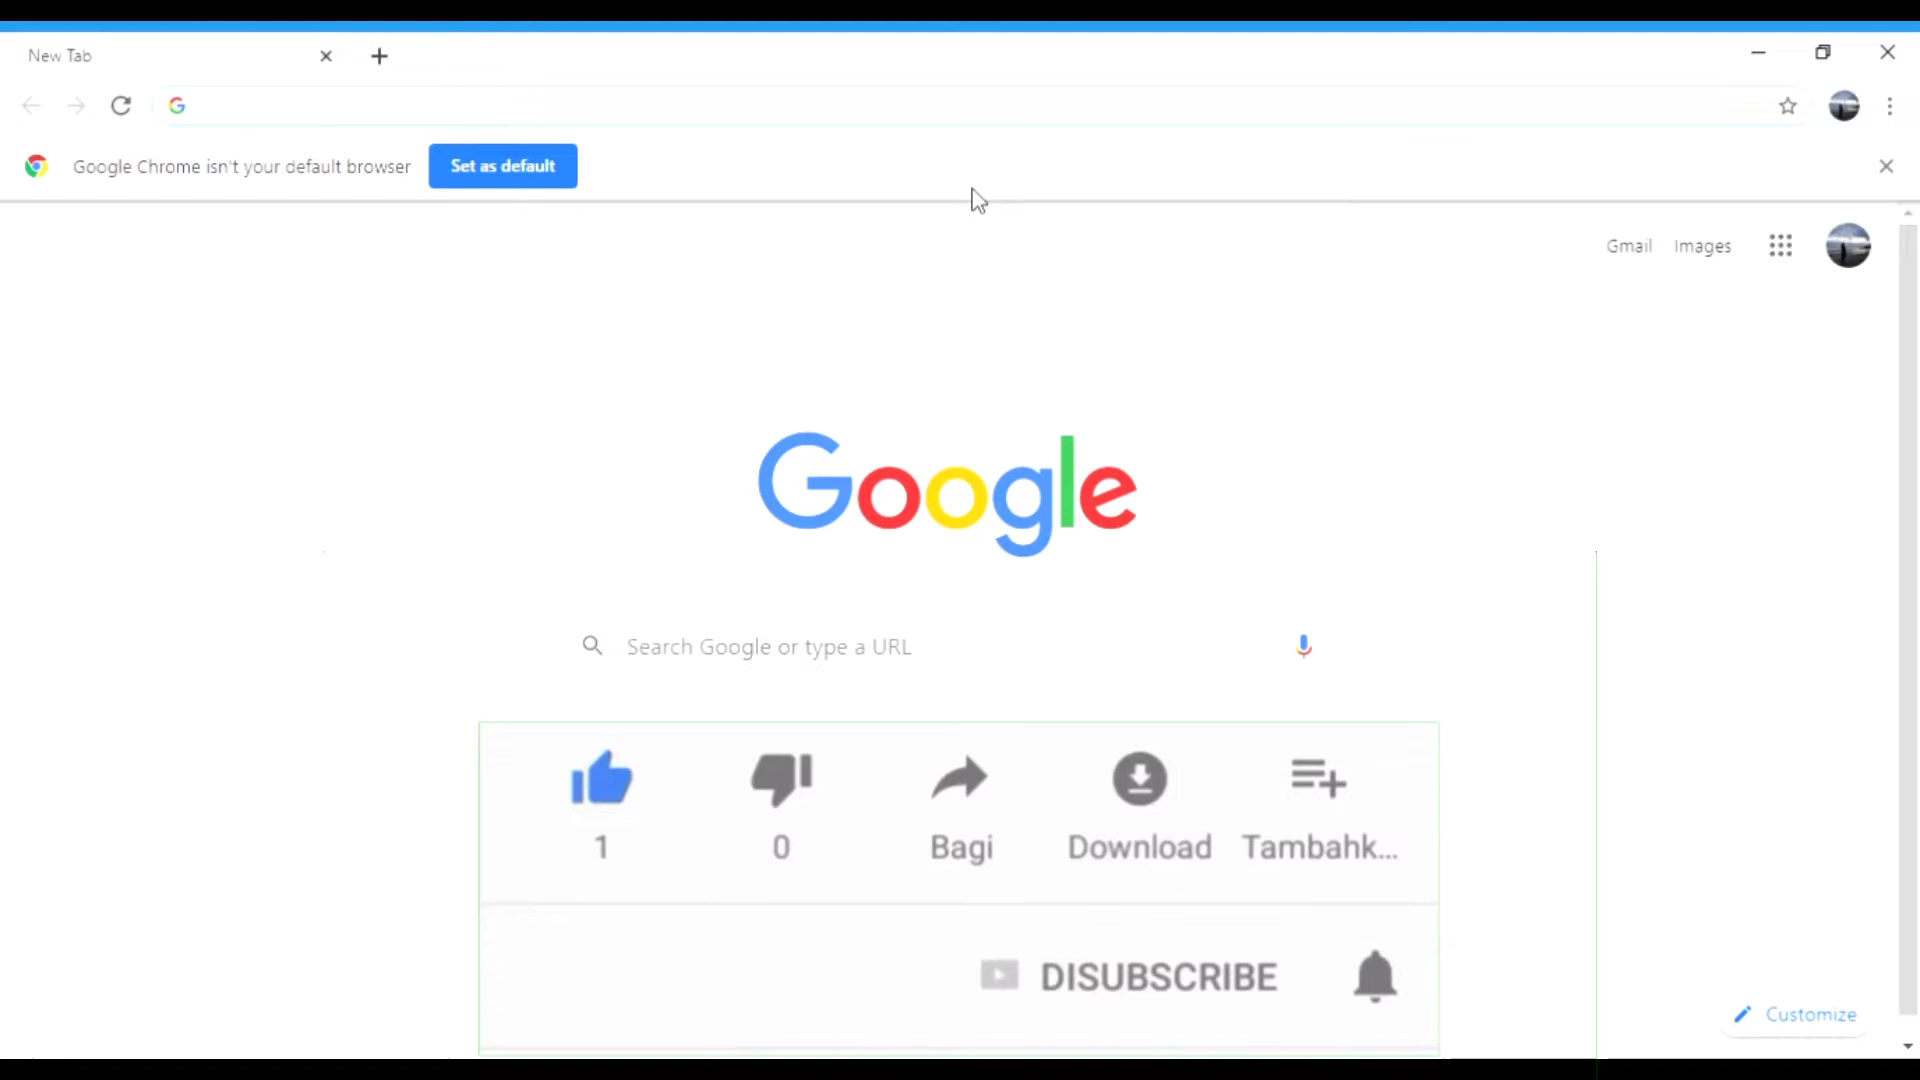 New Tab
Google Chrome isn't your default browser Set as default
Gmail Images
Google
Search Google or type a URL
1 0 Bagi Download Tambahk...
DISUBSCRIBE
Customize